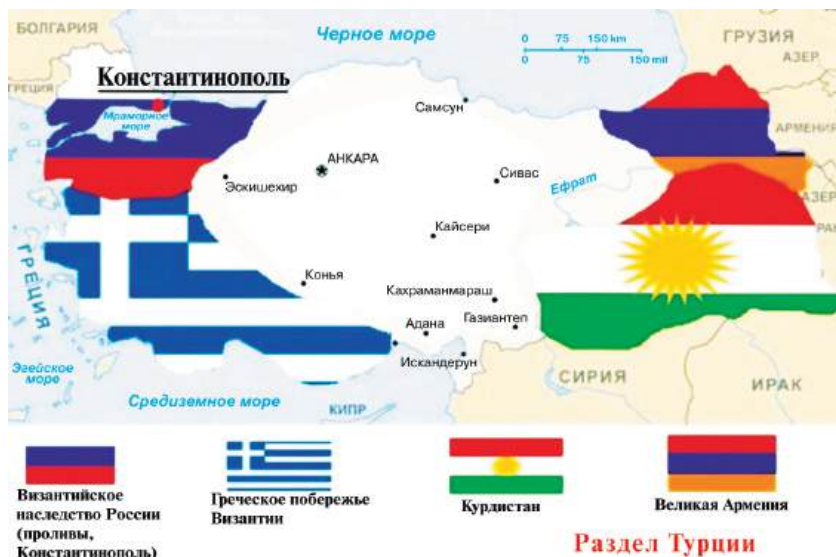 БОЛГАРИЯ
Черное море
0 75 150 km
0 75 150 mil
ГРУЗИЯ
АЗЕР.
ГРЕЦИЯ
Константинополь
Мраморное
море
Самсун
АРМЕНИЯ
АНКАРА
Эскишехир
Сивас
Ефрат
АЗЕР.
ГРЕЦИЯ
Кайсери
Конья
Кахраманмараш
Адана
Газиантеп
Эгейское
море
Искандерун
СИРИЯ
ИРАК
Средиземное море
КИПР
Византийское
наследство России
(проливы,
Константинополь)
Греческое побережье
Византии
Курдистан
Великая Армения
Раздел Турции